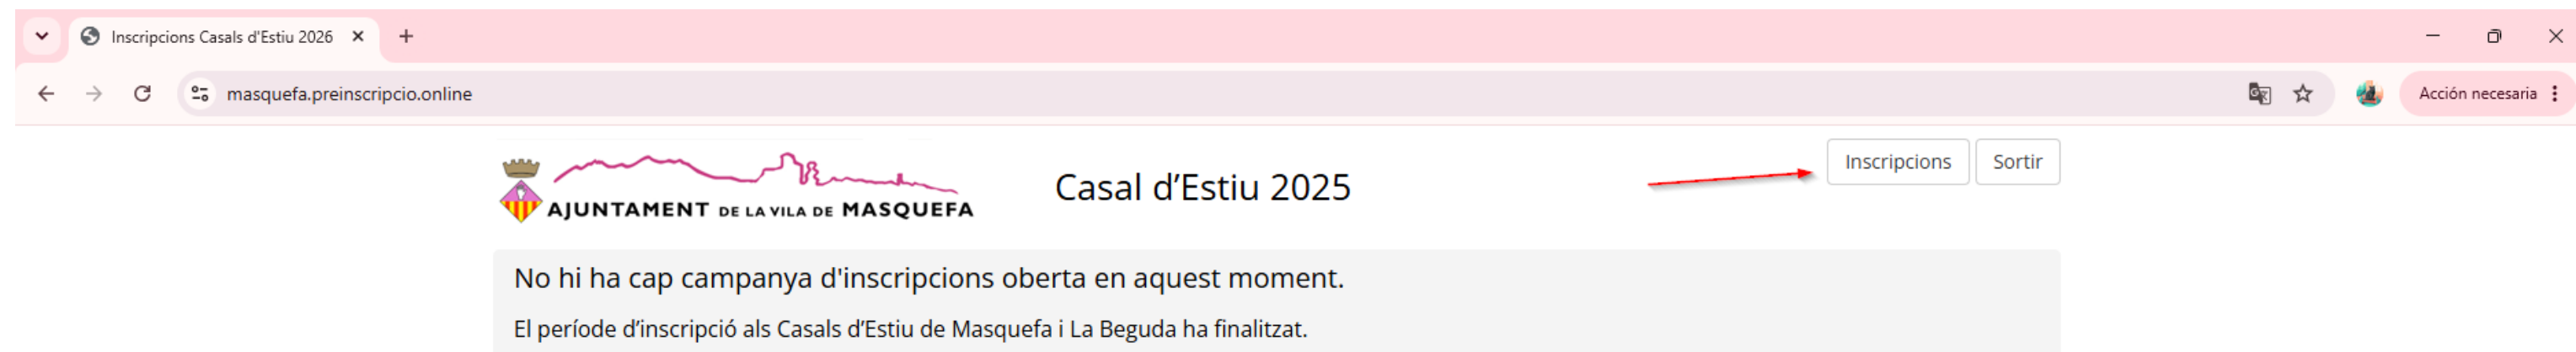 Inscripcions Casals d'Estiu 2026
masquefa.preinscripcio.online
Acción necesaria
Inscripcions Sortir
Casal d’Estiu 2025
AJUNTAMENT DE LA VILA DE MASQUEFA
No hi ha cap campanya d'inscripcions oberta en aquest moment.
El període d’inscripció als Casals d’Estiu de Masquefa i La Beguda ha finalitzat.